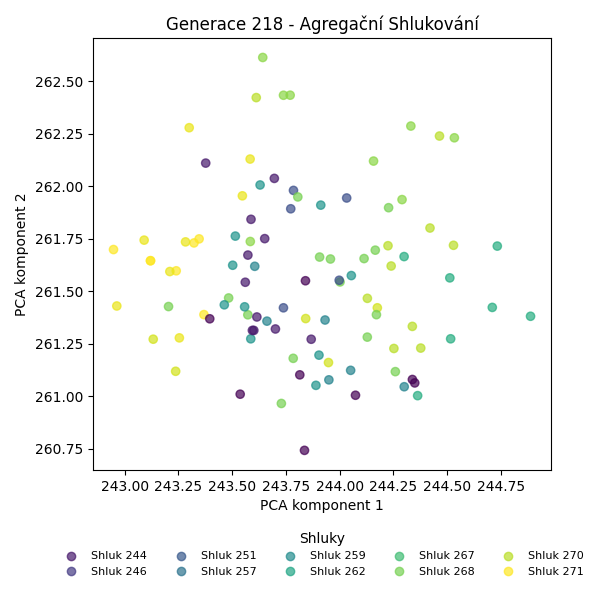 Generace 218 - Agregační Shlukování
PCA komponent 2
262.50
262.25
262.00
261.75
261.50
261.25
261.00
260.75
243.00 243.25 243.50 243.75 244.00 244.25 244.50 244.75
PCA komponent 1
Shluky
Shluk 244 Shluk 251 Shluk 259 Shluk 267 Shluk 270
Shluk 246 Shluk 257 Shluk 262 Shluk 268 Shluk 271